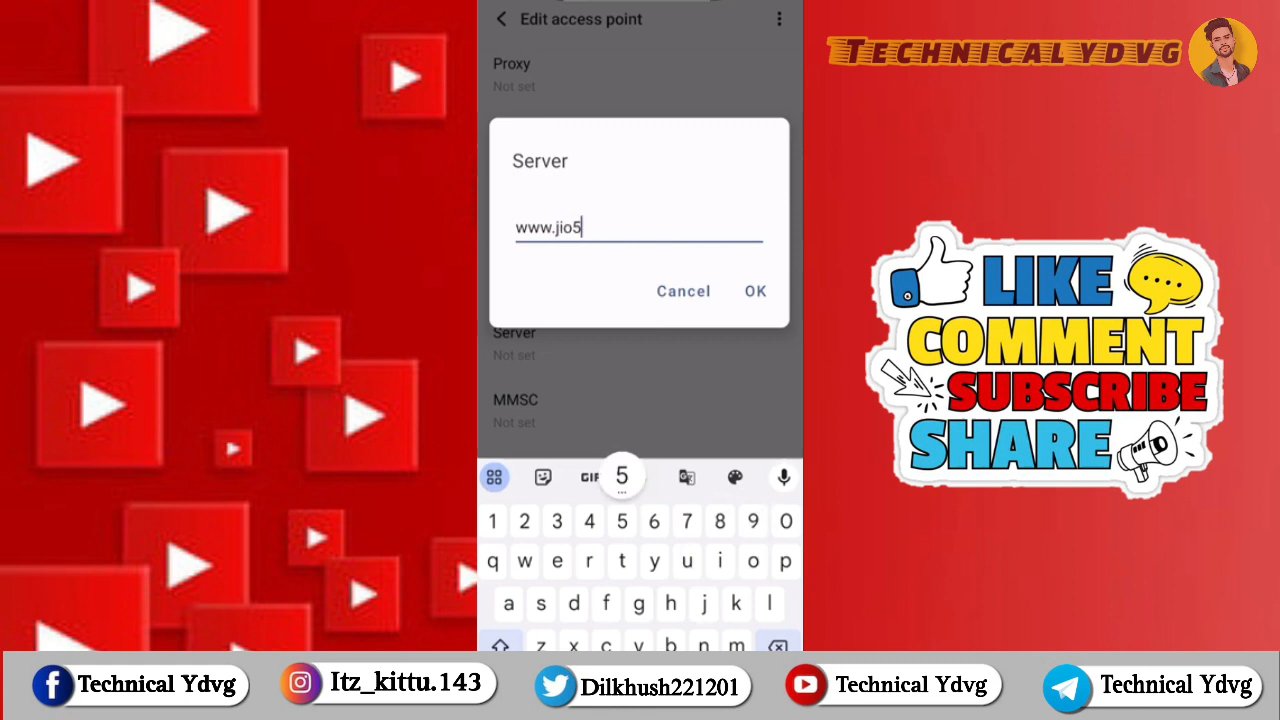 Edit access point
TECHNICAL YDVG
Proxy
Not set
Server
www.jio5
Cancel OK
Server
Not set
MMSC
Not set
LIKE
COMMENT
SUBSCRIBE
SHARE
GIF
5
...
1 2 3 4 5 6 7 8 9 0
q w e r t y u i o p
a s d f g h j k l
z x c v b n m
Technical Ydvg Itz_kittu.143 Dilkhush221201 Technical Ydvg Technical Ydvg